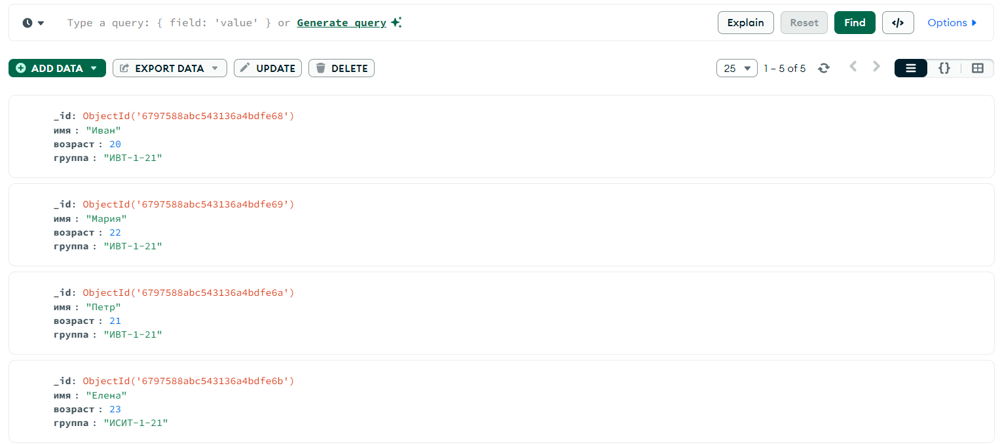 Type a query: { field: 'value' } or Generate query
Explain
Reset
Find
</>
Options
ADD DATA
EXPORT DATA
UPDATE
DELETE
25
1 – 5 of 5
{}
_id: ObjectId('6797588abc543136a4bdfe68')
имя : "Иван"
возраст : 20
группа : "ИВТ-1-21"
_id: ObjectId('6797588abc543136a4bdfe69')
имя : "Мария"
возраст : 22
группа : "ИВТ-1-21"
_id: ObjectId('6797588abc543136a4bdfe6a')
имя : "Петр"
возраст : 21
группа : "ИВТ-1-21"
_id: ObjectId('6797588abc543136a4bdfe6b')
имя : "Елена"
возраст : 23
группа : "ИСИТ-1-21"